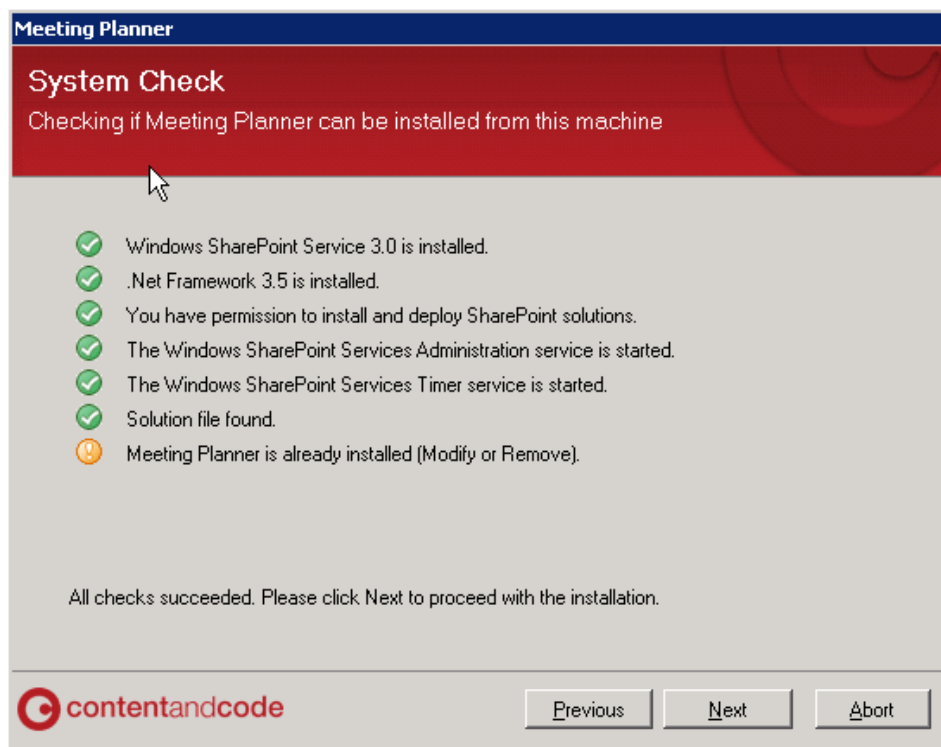 Meeting Planner
System Check
Checking if Meeting Planner can be installed from this machine
Windows SharePoint Service 3.0 is installed.
.Net Framework 3.5 is installed.
You have permission to install and deploy SharePoint solutions.
The Windows SharePoint Services Administration service is started.
The Windows SharePoint Services Timer service is started.
Solution file found.
Meeting Planner is already installed (Modify or Remove).
All checks succeeded. Please click Next to proceed with the installation.
contentandcode
Previous
Next
Abort